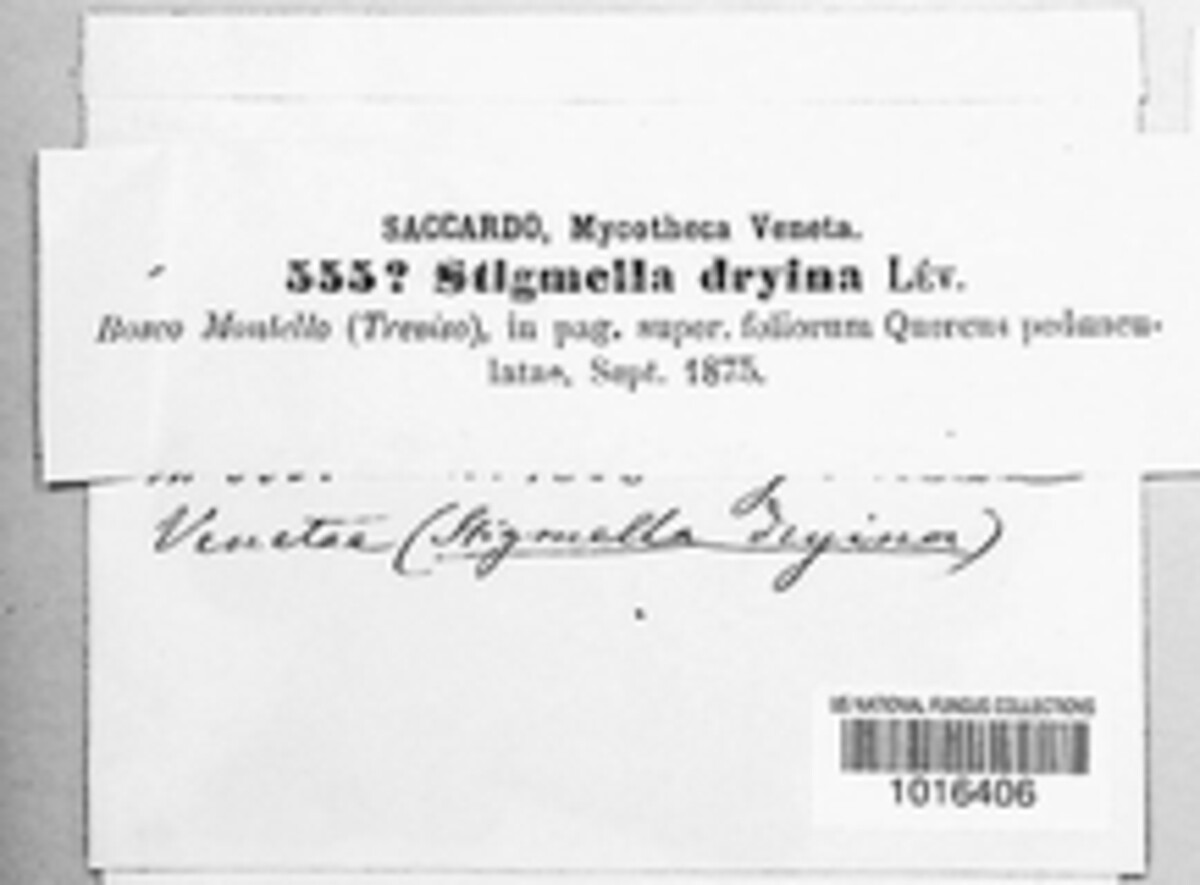 SACCARDO, Mycotheca Veneta.
555? Stigmella dryina Lév.
Bosco Montello (Treviso), in pag. super. foliorum Quercus peduncu-
latae, Sept. 1875.
Venetae (Stigmella dryina)
US NATIONAL FUNGUS COLLECTIONS
1016406